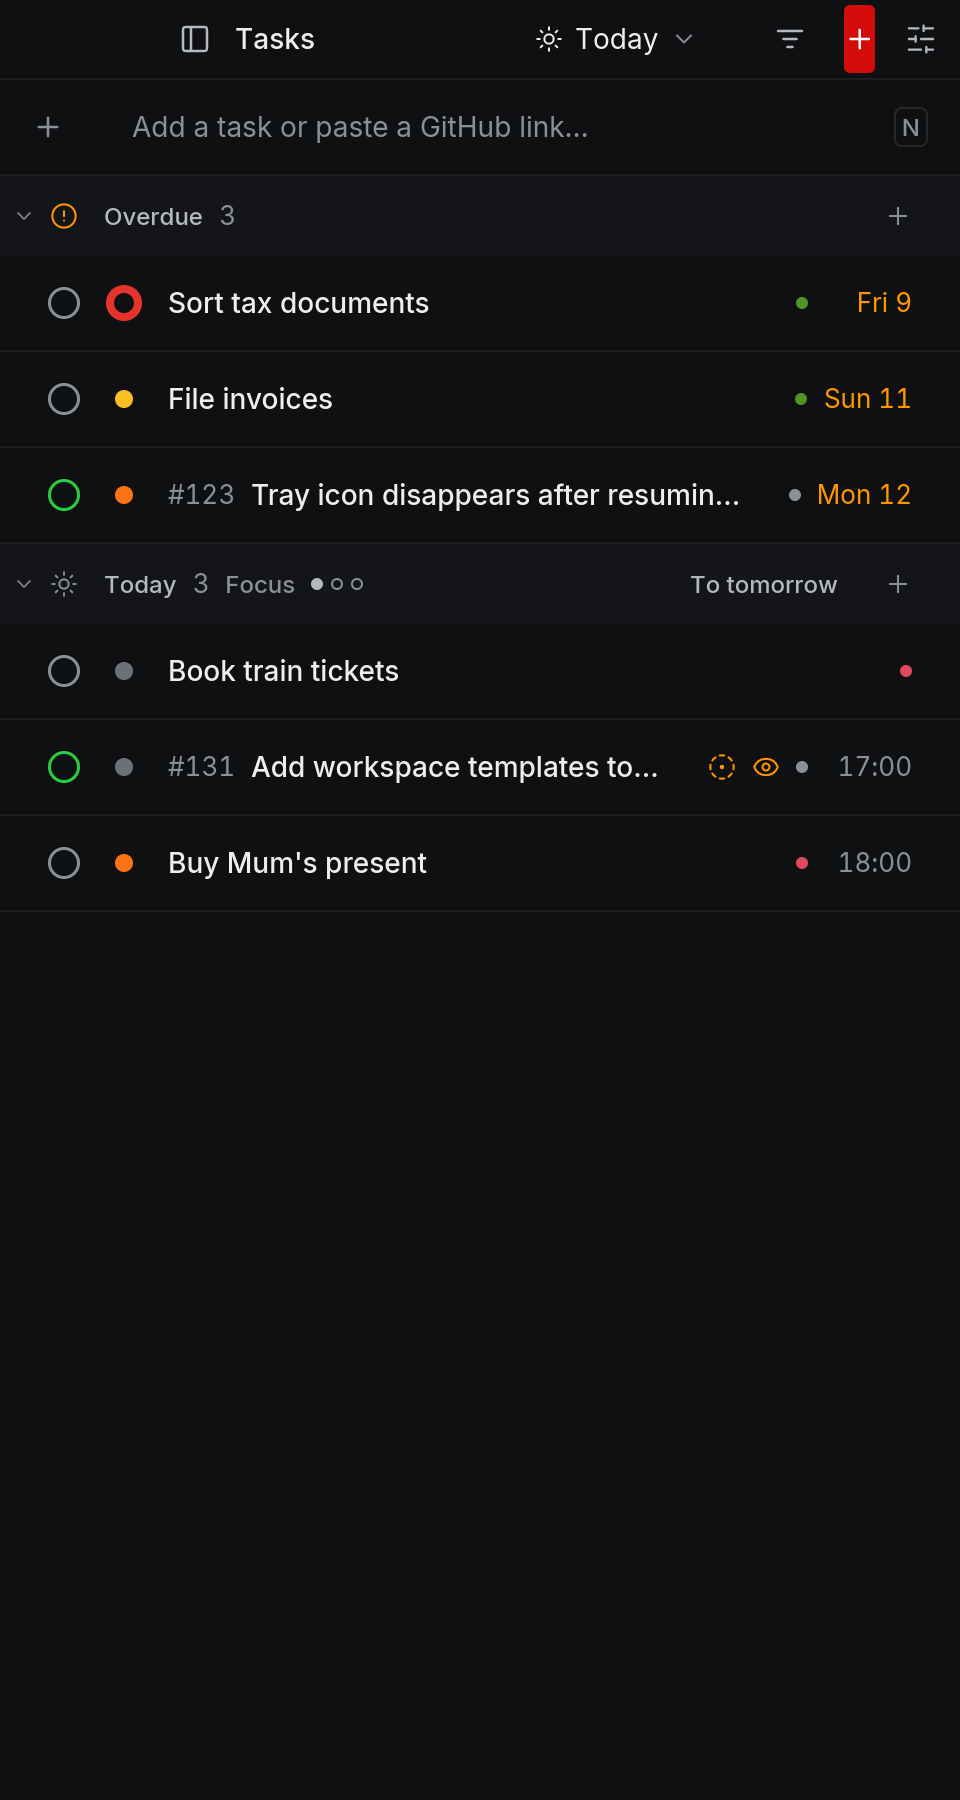 Tasks Today
Add a task or paste a GitHub link... N
Overdue 3
Sort tax documents Fri 9
File invoices Sun 11
#123 Tray icon disappears after resumin... Mon 12
Today 3 Focus To tomorrow
Book train tickets
#131 Add workspace templates to... 17:00
Buy Mum's present 18:00